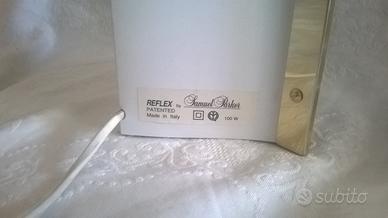 REFLEX by Samuel Parker
PATENTED
Made in Italy 100 W
subito